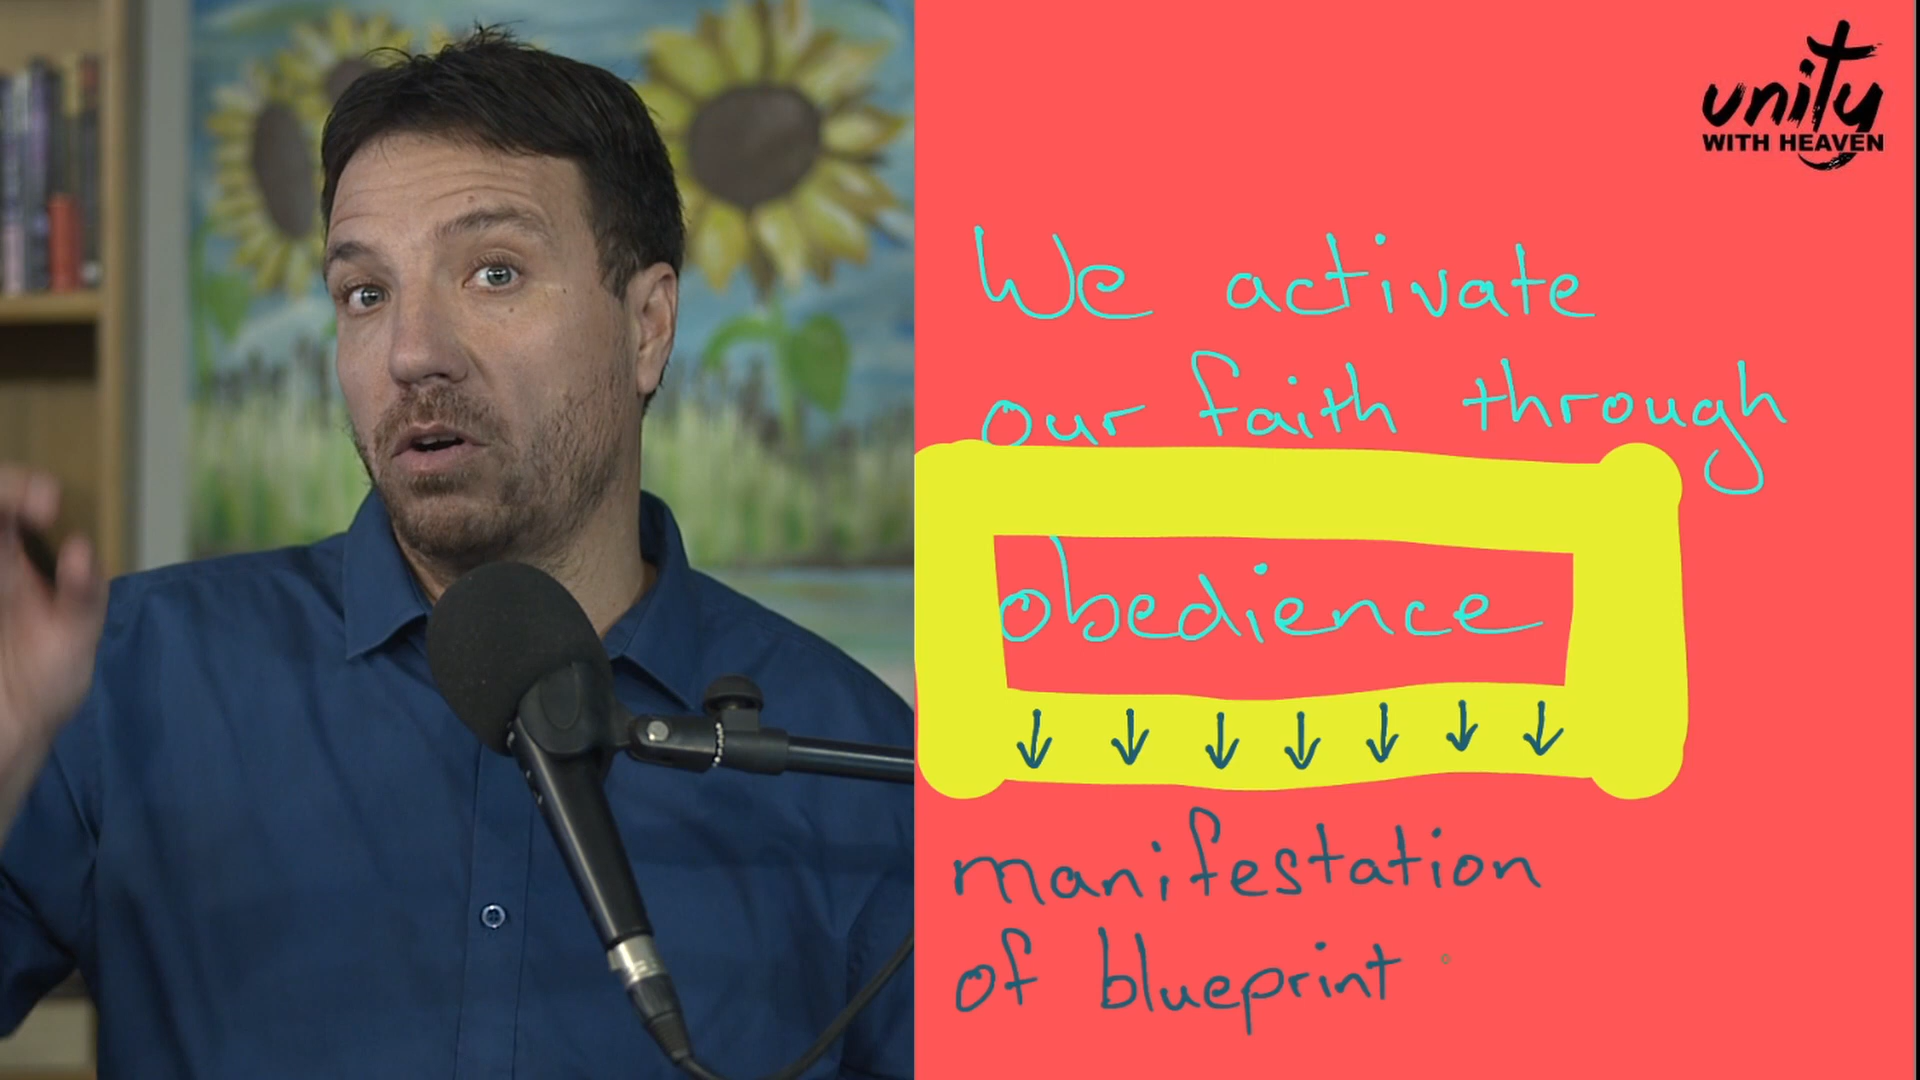 unity
WITH HEAVEN
We activate
our faith through
obedience
manifestation
of blueprint